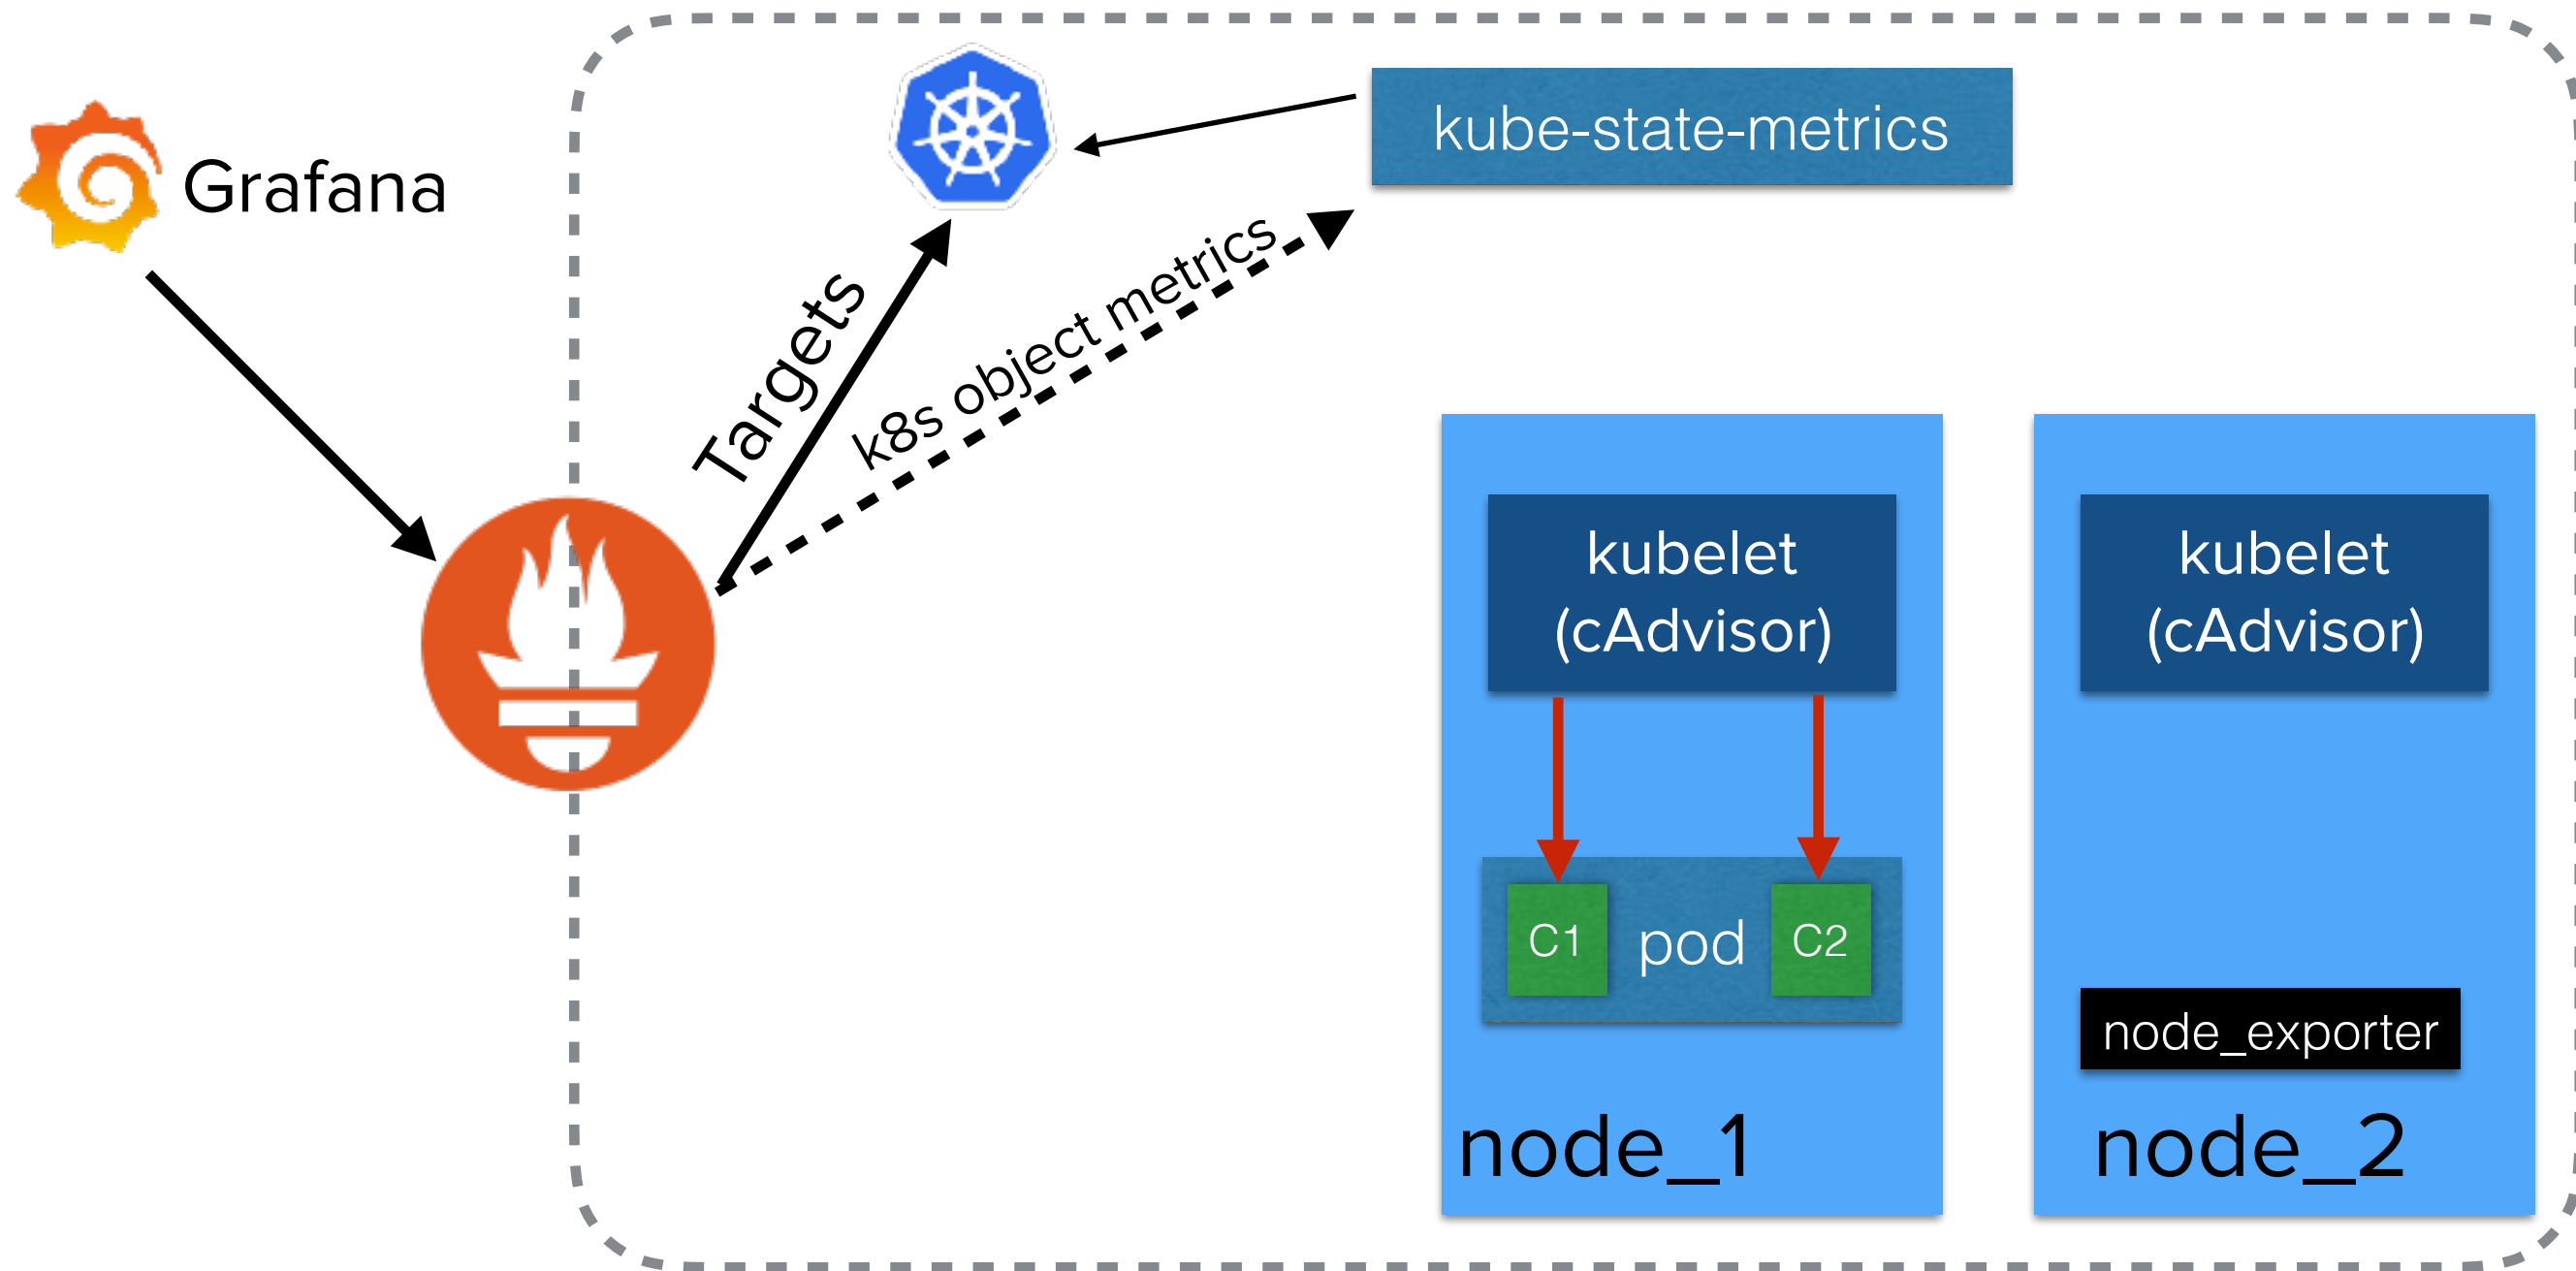 Grafana
kube-state-metrics
Targets
k8s object metrics
kubelet
(cAdvisor)
kubelet
(cAdvisor)
C1
pod
C2
node_exporter
node_1
node_2